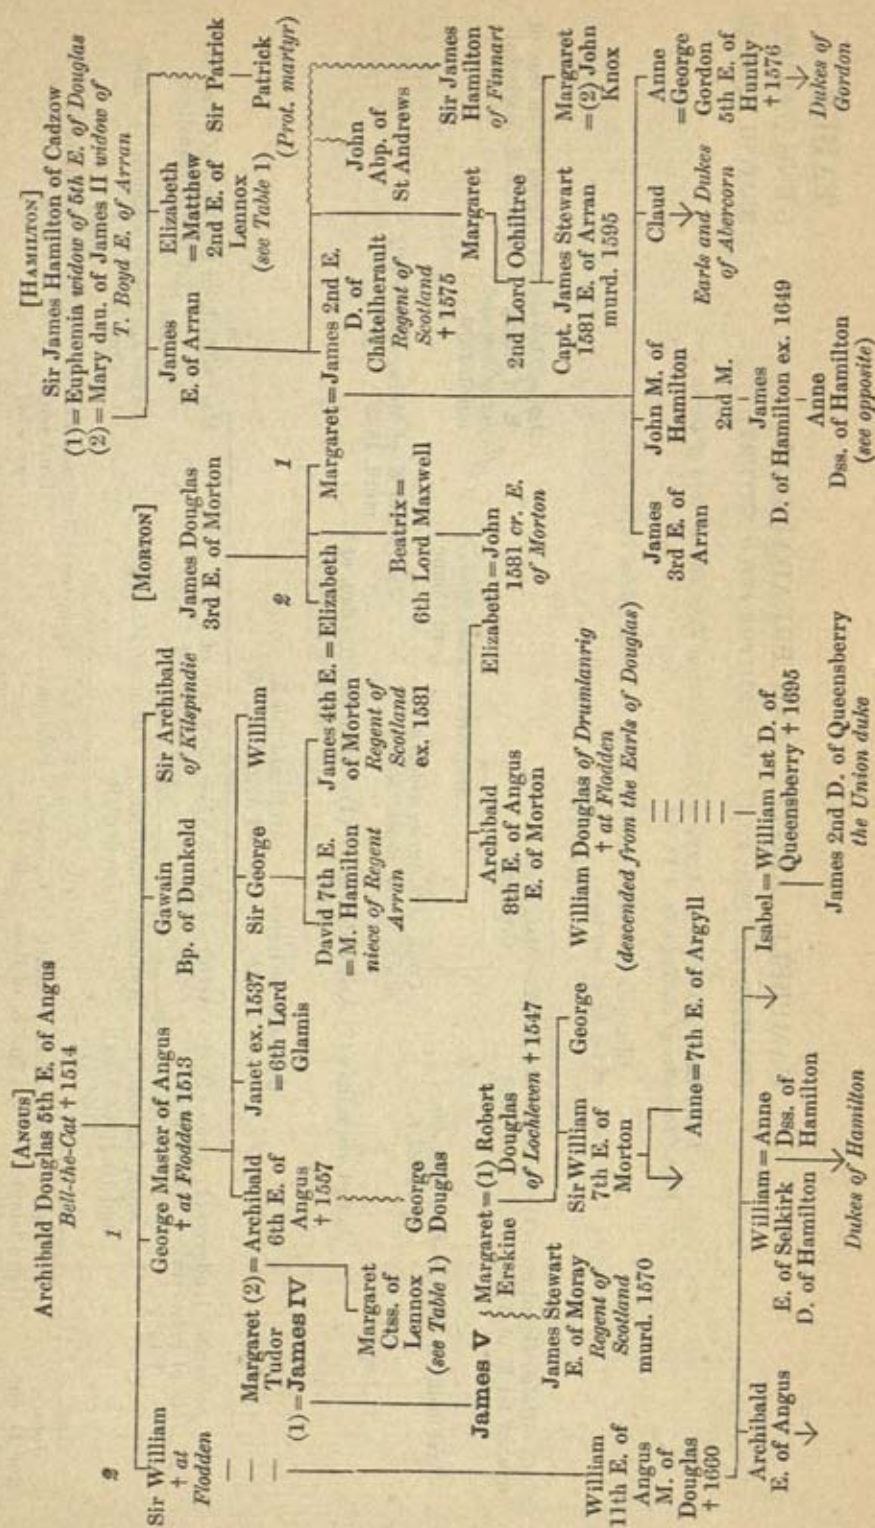 [ANGUS]
Archibald Douglas 5th E. of Angus
Bell-the-Cat † 1514
2
1
Sir William
† at
Flodden
George Master of Angus
† at Flodden 1513
Gawain
Bp. of Dunkeld
Sir Archibald
of Kilspindie
Margaret (2) = Archibald
Tudor
6th E. of
Angus
† 1557
(1) = James IV
Janet ex. 1537
= 6th Lord
Glamis
Sir George
William
Margaret
Ctss. of
Lennox
(see Table 1)
George
Douglas
David 7th E.
= M. Hamilton
niece of Regent
Arran
James 4th E. = Elizabeth
of Morton
Regent of
Scotland
ex. 1581
James V
Margaret = (1) Robert
Erskine
Douglas
of Lochleven † 1547
James Stewart
E. of Moray
Regent of
Scotland
murd. 1570
Sir William
7th E. of
Morton
George
Archibald
8th E. of Angus
E. of Morton
Elizabeth = John
1581 cr. E.
of Morton
Anne = 7th E. of Argyll
William Douglas of Drumlanrig
† at Flodden
(descended from the Earls of Douglas)
William
11th E. of
Angus
M. of
Douglas
† 1660
Archibald
E. of Angus
William = Anne
E. of Selkirk
D. of Hamilton
Dss. of
Hamilton
Dukes of Hamilton
Isabel = William 1st D. of
Queensberry † 1695
James 2nd D. of Queensberry
the Union duke
[MORTON]
James Douglas
3rd E. of Morton
2
1
Beatrix =
6th Lord Maxwell
Margaret = James 2nd E.
D. of
Châtelherault
Regent of
Scotland
† 1575
[HAMILTON]
Sir James Hamilton of Cadzow
(1) = Euphemia widow of 5th E. of Douglas
(2) = Mary dau. of James II widow of
T. Boyd E. of Arran
James
E. of Arran
Elizabeth
= Matthew
2nd E. of
Lennox
(see Table 1)
Sir Patrick
Patrick
(Prot. martyr)
John
Abp. of
St Andrews
Sir James
Hamilton
of Finnart
Margaret
2nd Lord Ochiltree
Capt. James Stewart
1581 E. of Arran
murd. 1595
Margaret
= (2) John
Knox
James
3rd E. of
Arran
John M. of
Hamilton
2nd M.
James
D. of Hamilton ex. 1649
Anne
Dss. of Hamilton
(see opposite)
Claud
Earls and Dukes
of Abercorn
Anne
= George
Gordon
5th E. of
Huntly
† 1576
Dukes of
Gordon